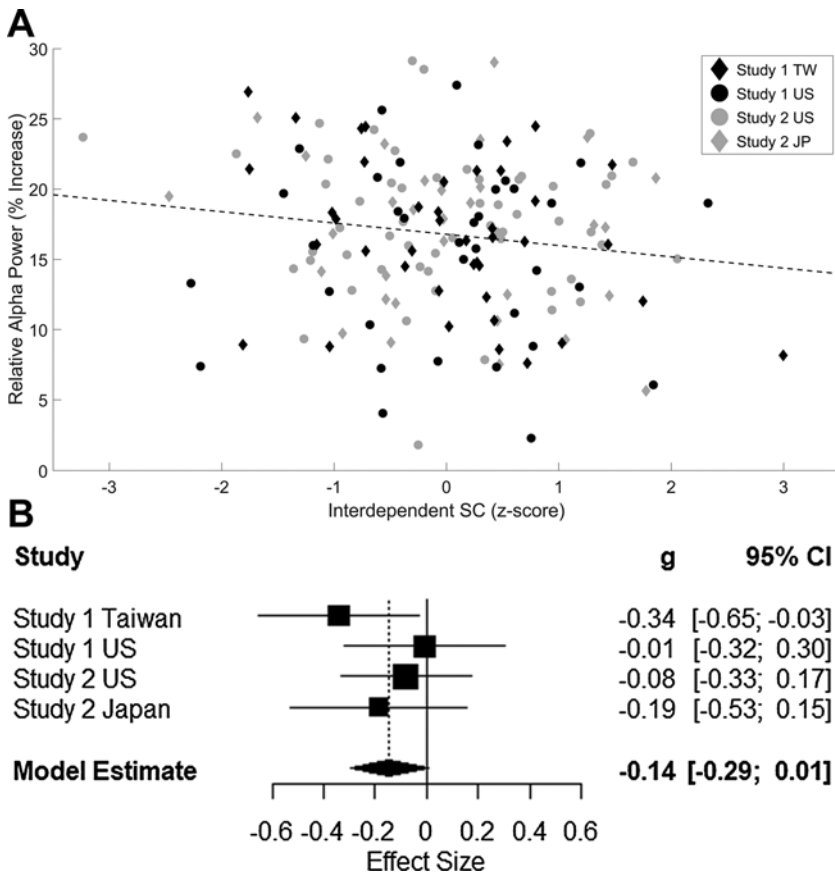 A
30
25
20
15
10
5
0
Relative Alpha Power (% Increase)
Study 1 TW
Study 1 US
Study 2 US
Study 2 JP
-3 -2 -1 0 1 2 3
Interdependent SC (z-score)
B
Study g 95% CI
Study 1 Taiwan -0.34 [-0.65; -0.03]
Study 1 US -0.01 [-0.32; 0.30]
Study 2 US -0.08 [-0.33; 0.17]
Study 2 Japan -0.19 [-0.53; 0.15]
Model Estimate -0.14 [-0.29; 0.01]
-0.6 -0.4 -0.2 0 0.2 0.4 0.6
Effect Size